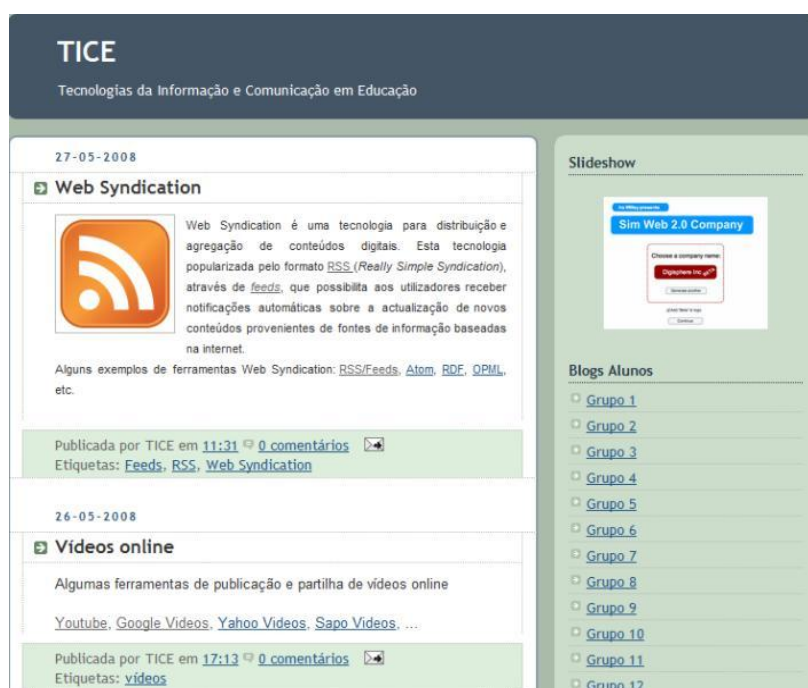 TICE
Tecnologias da Informação e Comunicação em Educação
27-05-2008
Web Syndication
Web Syndication é uma tecnologia para distribuição e
agregação de conteúdos digitais. Esta tecnologia
popularizada pelo formato RSS (Really Simple Syndication),
através de feeds, que possibilita aos utilizadores receber
notificações automáticas sobre a actualização de novos
conteúdos provenientes de fontes de informação baseadas
na internet.
Alguns exemplos de ferramentas Web Syndication: RSS/Feeds, Atom, RDF, OPML,
etc.
Publicada por TICE em 11:31 0 comentários
Etiquetas: Feeds, RSS, Web Syndication
26-05-2008
Vídeos online
Algumas ferramentas de publicação e partilha de vídeos online
Youtube, Google Videos, Yahoo Videos, Sapo Videos, ...
Publicada por TICE em 17:13 0 comentários
Etiquetas: vídeos
Slideshow
Sim Web 2.0 Company
Choose a company name:
Digisphere Inc
Continue
Blogs Alunos
Grupo 1
Grupo 2
Grupo 3
Grupo 4
Grupo 5
Grupo 6
Grupo 7
Grupo 8
Grupo 9
Grupo 10
Grupo 11
Grupo 12